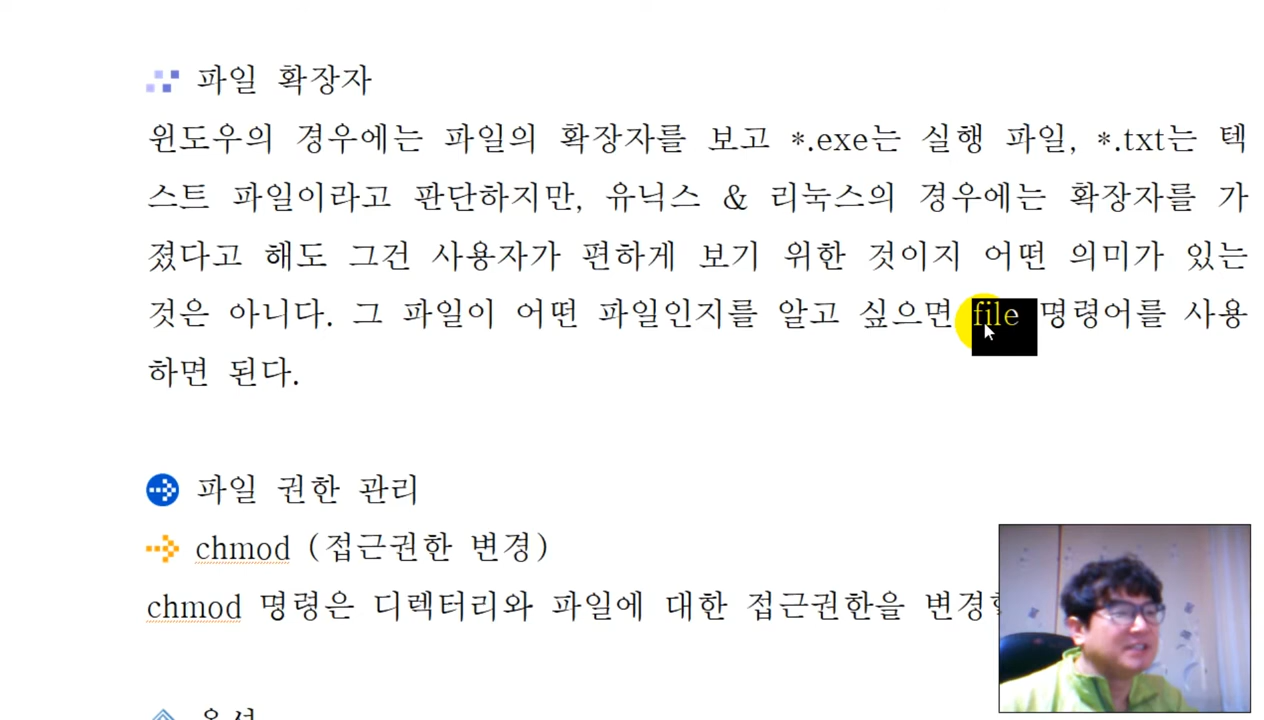 파일 확장자
윈도우의 경우에는 파일의 확장자를 보고 *.exe는 실행 파일, *.txt는 텍
스트 파일이라고 판단하지만, 유닉스 & 리눅스의 경우에는 확장자를 가
졌다고 해도 그건 사용자가 편하게 보기 위한 것이지 어떤 의미가 있는
것은 아니다. 그 파일이 어떤 파일인지를 알고 싶으면 file 명령어를 사용
하면 된다.
파일 권한 관리
chmod (접근권한 변경)
chmod 명령은 디렉터리와 파일에 대한 접근권한을